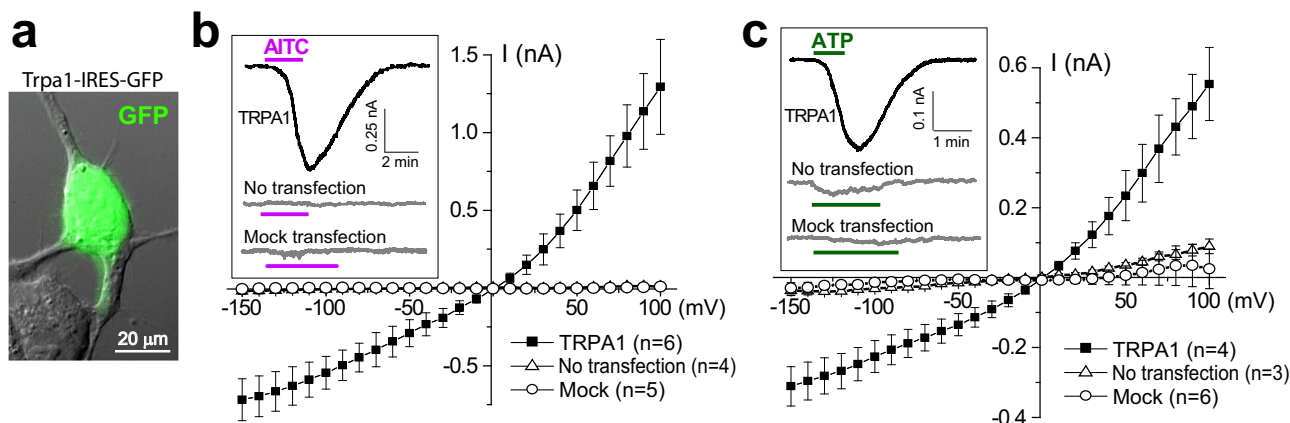 a
Trpa1-IRES-GFP
GFP
20 μm
b
AITC
TRPA1
0.25 nA
2 min
No transfection
Mock transfection
I (nA)
1.5
1.0
0.5
-0.5
-150 -100 -50 50 100 (mV)
TRPA1 (n=6)
No transfection (n=4)
Mock (n=5)
c
ATP
TRPA1
0.1 nA
1 min
No transfection
Mock transfection
I (nA)
0.6
0.4
0.2
-0.2
-0.4
-150 -100 -50 50 100 (mV)
TRPA1 (n=4)
No transfection (n=3)
Mock (n=6)